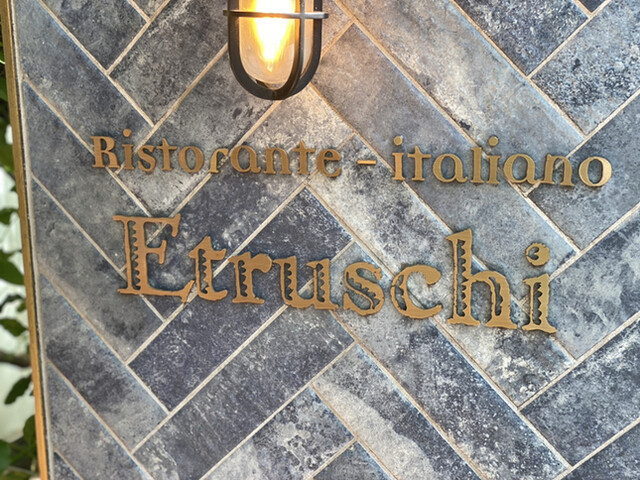 Ristorante - italiano
Etruschi